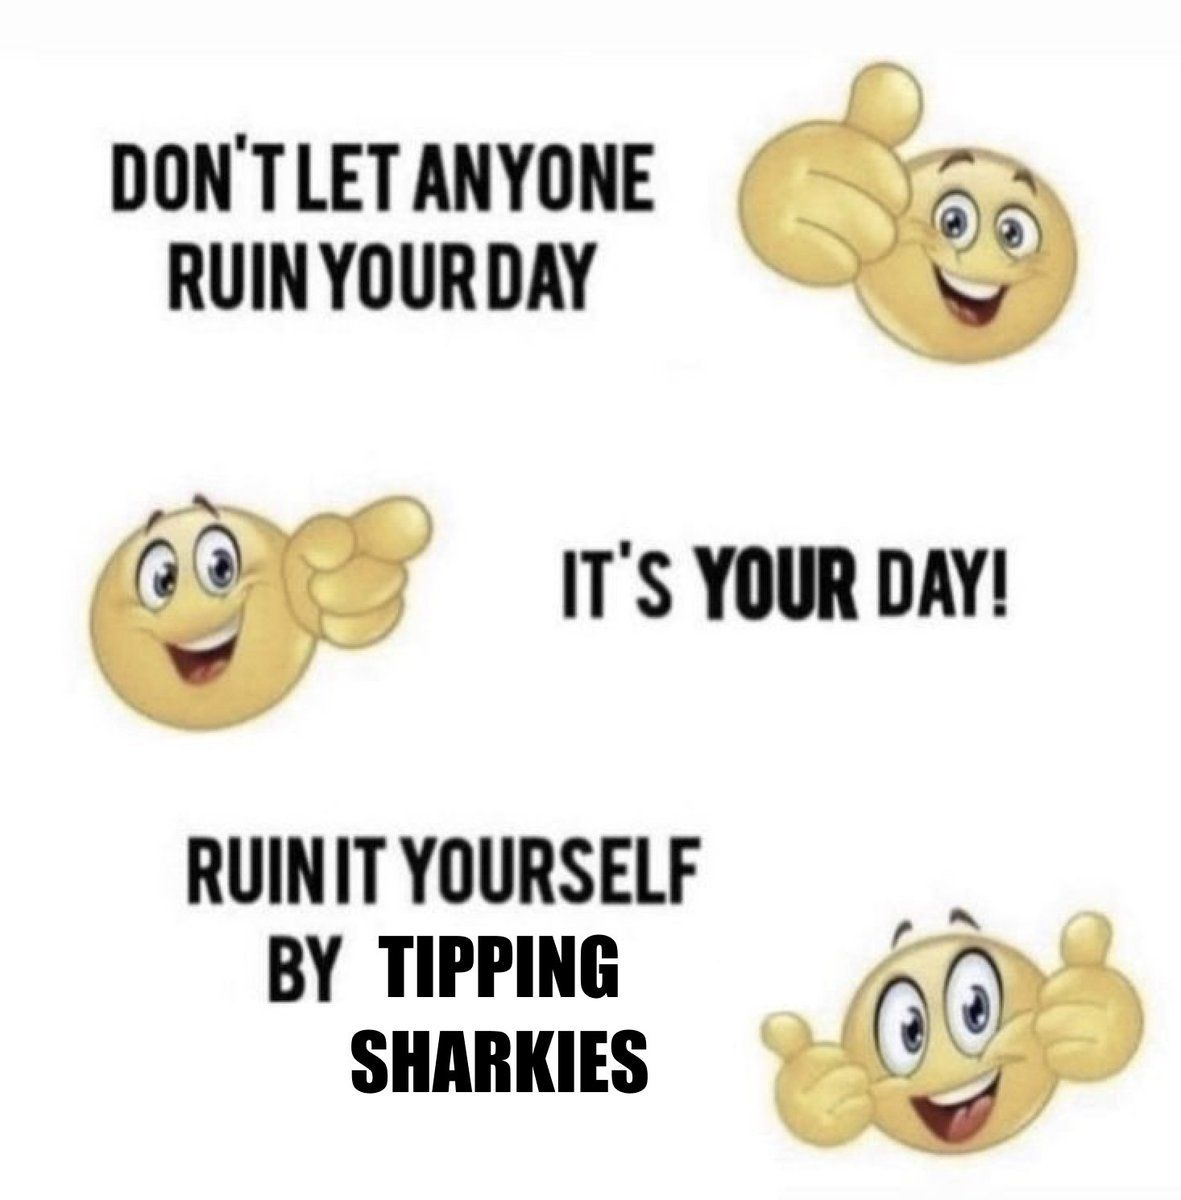 DON'T LET ANYONE
RUIN YOUR DAY
IT'S YOUR DAY!
RUIN IT YOURSELF
BY TIPPING
SHARKIES